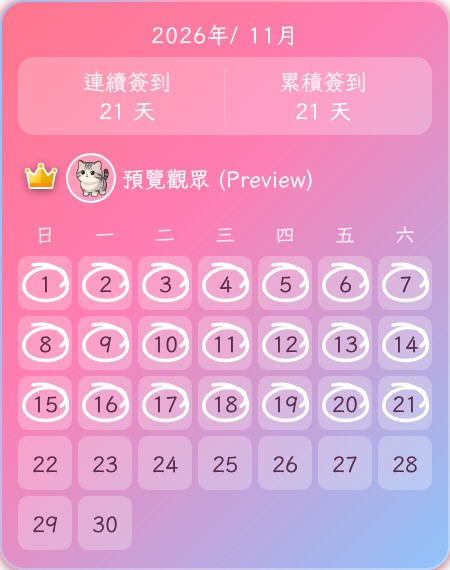 2026年/ 11月
連續簽到 累積簽到
21 天 21 天
預覽觀眾 (Preview)
日 一 二 三 四 五 六
1 2 3 4 5 6 7
8 9 10 11 12 13 14
15 16 17 18 19 20 21
22 23 24 25 26 27 28
29 30